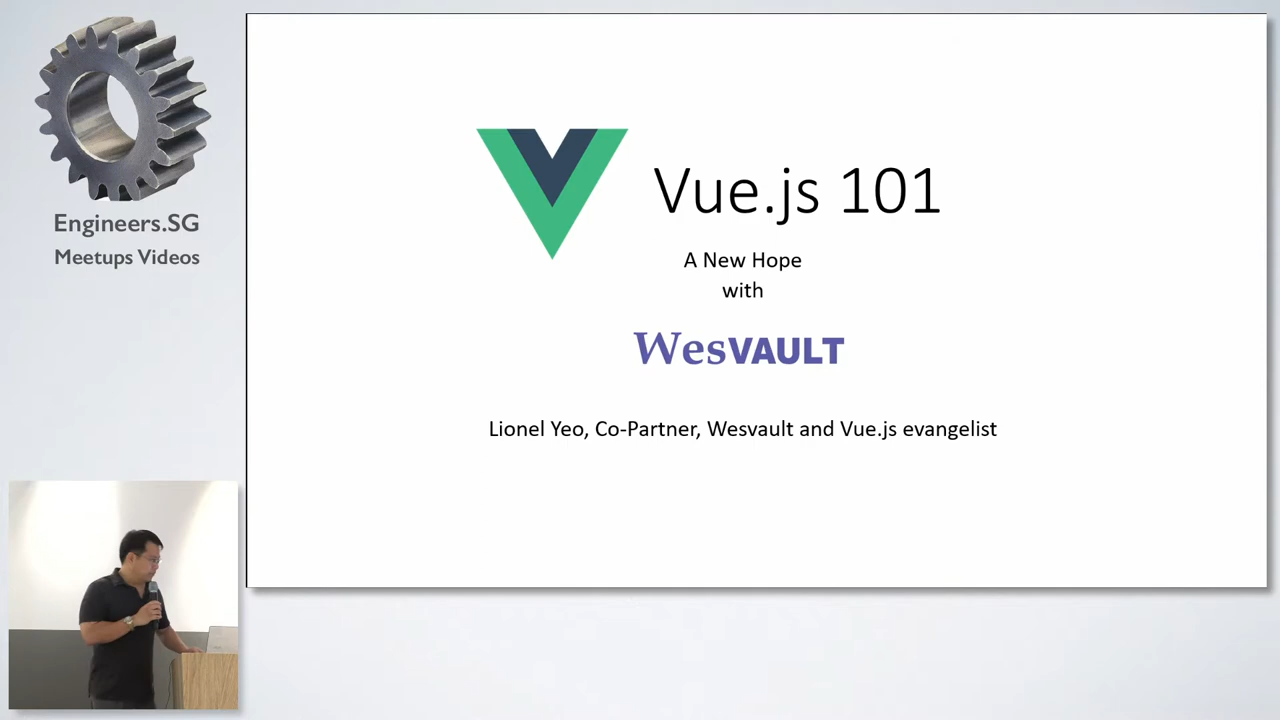 Engineers.SG
Meetups Videos
Vue.js 101
A New Hope
with
WesVAULT
Lionel Yeo, Co-Partner, Wesvault and Vue.js evangelist